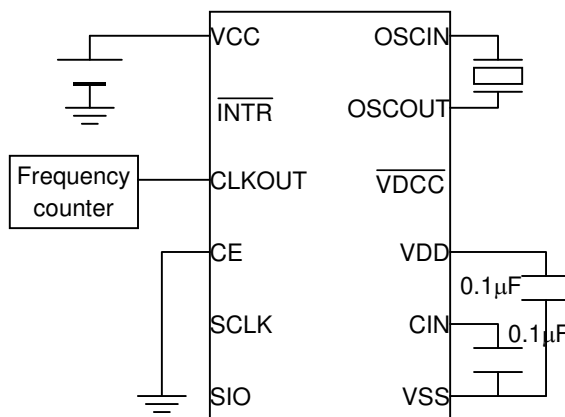 VCC
OSCIN
INTR
OSCOUT
Frequency
counter
CLKOUT
VDCC
CE
VDD
0.1μF
SCLK
CIN
0.1μF
SIO
VSS